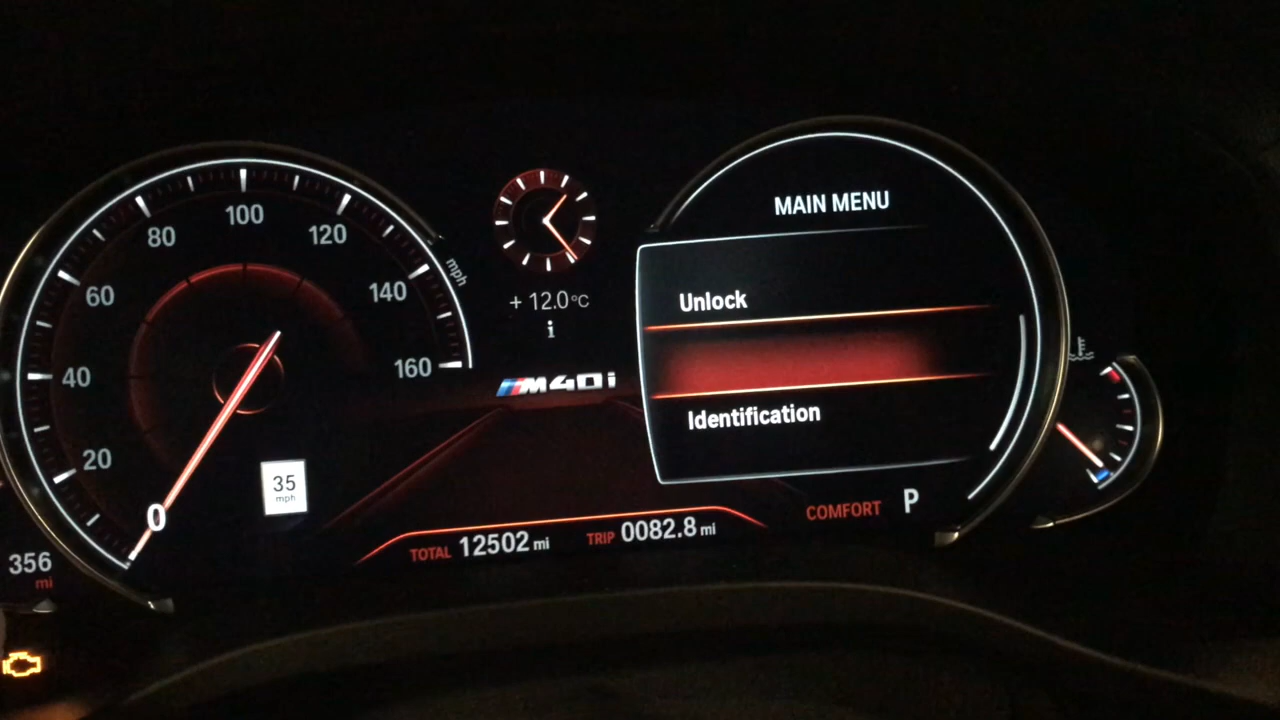 100
80
120
mph
60
140
40
160
20
0
35
mph
356
mi
+ 12.0°C
i
M40i
TOTAL 12502 mi TRIP 0082.8 mi
MAIN MENU
Unlock
Identification
COMFORT P